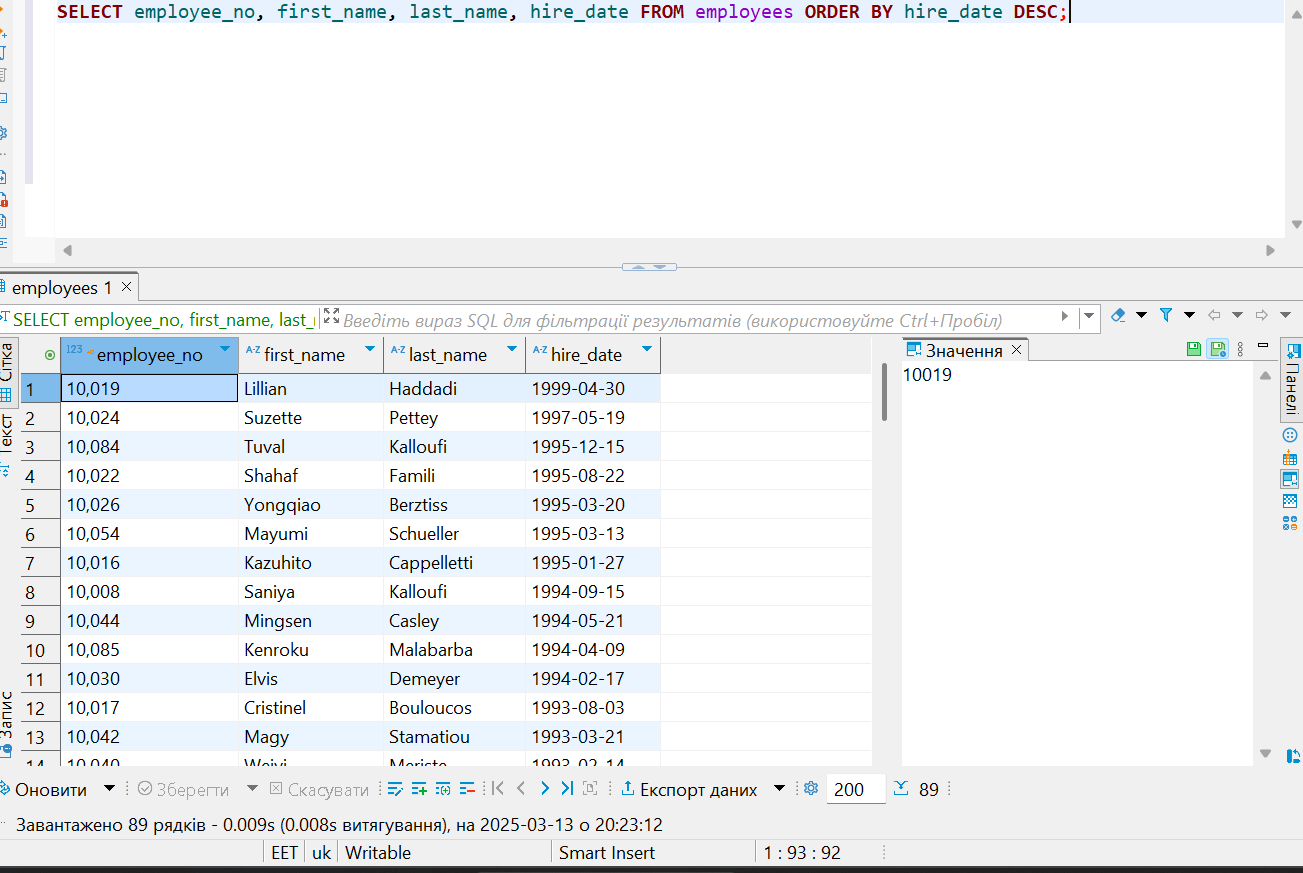 SELECT employee_no, first_name, last_name, hire_date FROM employees ORDER BY hire_date DESC;
employees 1
SELECT employee_no, first_name, last_
Введіть вираз SQL для фільтрації результатів (використовуйте Ctrl+Пробіл)
Сітка
Текст
Запис
123 employee_no A-Z first_name A-Z last_name A-Z hire_date
1 10,019 Lillian Haddadi 1999-04-30
2 10,024 Suzette Pettey 1997-05-19
3 10,084 Tuval Kalloufi 1995-12-15
4 10,022 Shahaf Famili 1995-08-22
5 10,026 Yongqiao Berztiss 1995-03-20
6 10,054 Mayumi Schueller 1995-03-13
7 10,016 Kazuhito Cappelletti 1995-01-27
8 10,008 Saniya Kalloufi 1994-09-15
9 10,044 Mingsen Casley 1994-05-21
10 10,085 Kenroku Malabarba 1994-04-09
11 10,030 Elvis Demeyer 1994-02-17
12 10,017 Cristinel Bouloucos 1993-08-03
13 10,042 Magy Stamatiou 1993-03-21
14 10,040 Weiyi Meriste 1993-02-14
Значення
10019
Панелі
Оновити Зберегти Скасувати Експорт даних 200 89
Завантажено 89 рядків - 0.009s (0.008s витягування), на 2025-03-13 о 20:23:12
EET uk Writable Smart Insert 1 : 93 : 92